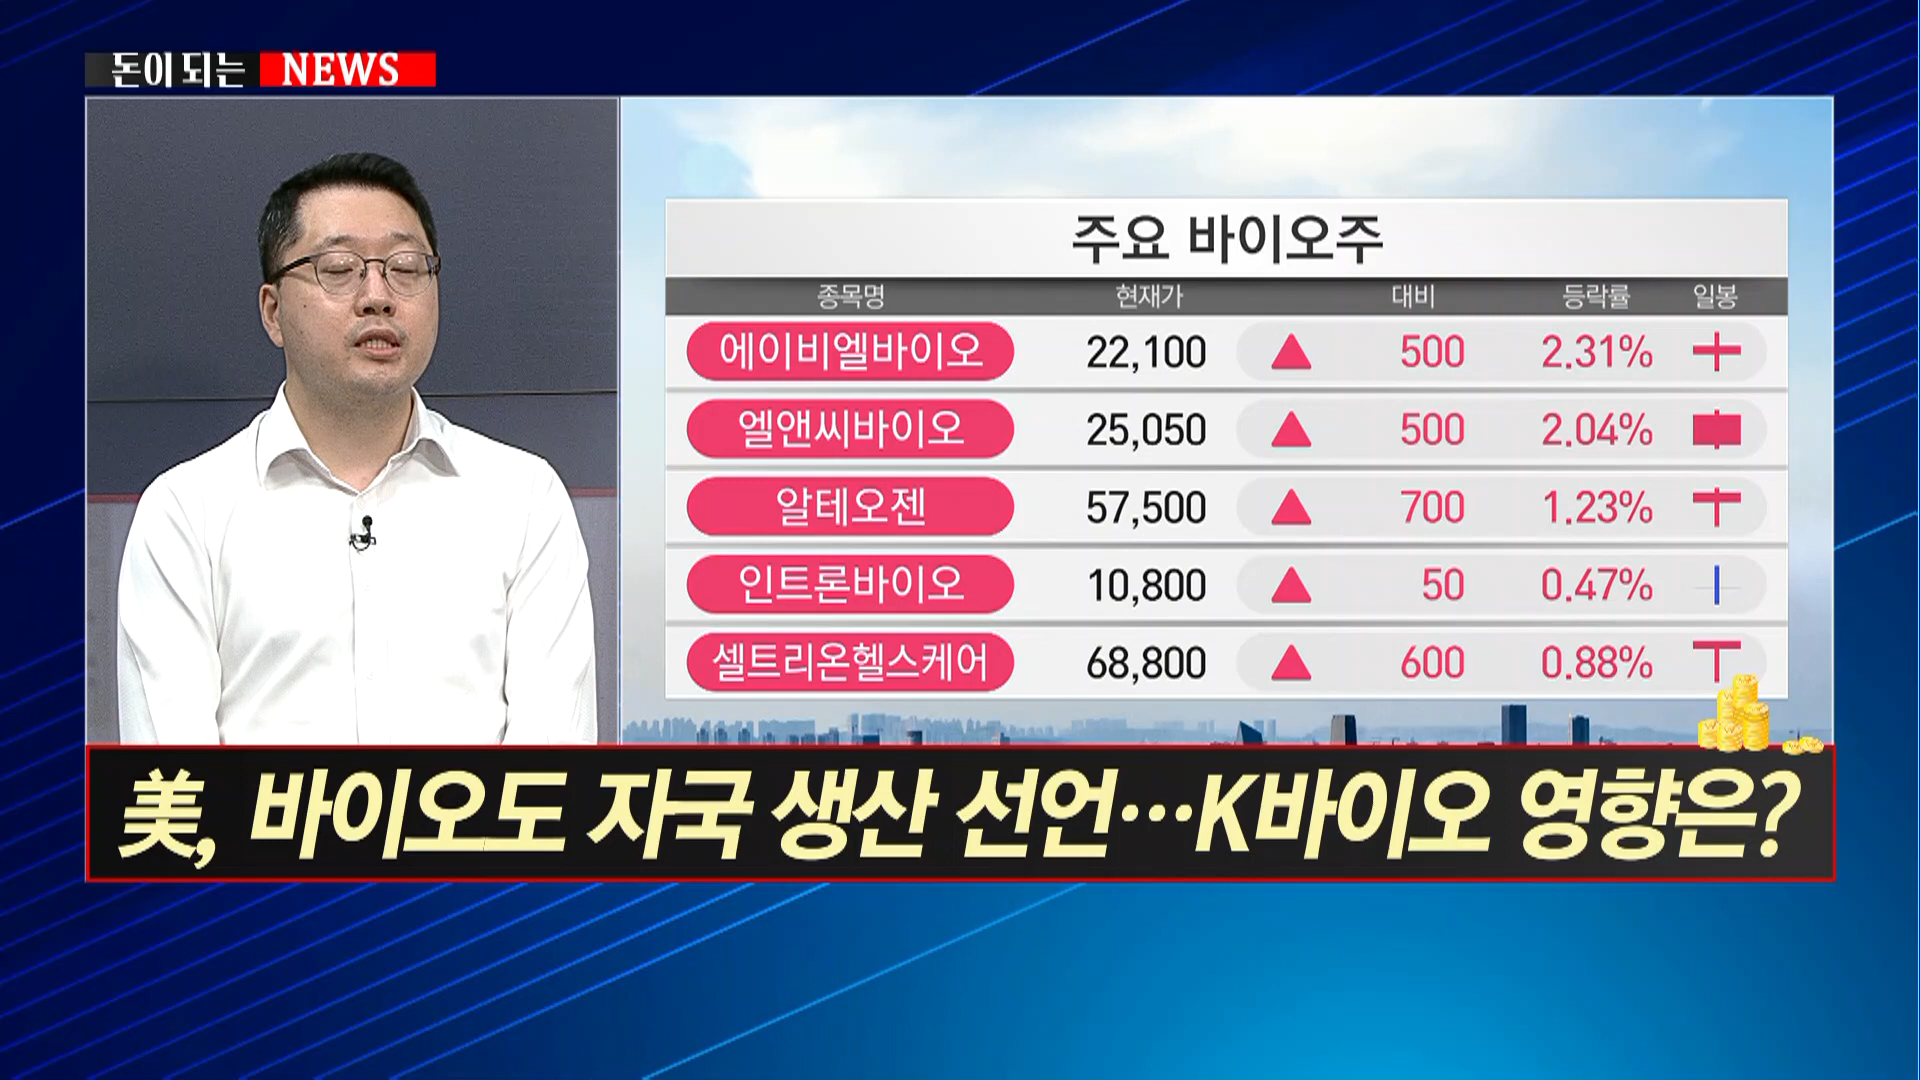 돈이 되는 NEWS
주요 바이오주
종목명 현재가 대비 등락률 일봉
에이비엘바이오 22,100 ▲ 500 2.31%
엘앤씨바이오 25,050 ▲ 500 2.04%
알테오젠 57,500 ▲ 700 1.23%
인트론바이오 10,800 ▲ 50 0.47%
셀트리온헬스케어 68,800 ▲ 600 0.88%
美, 바이오도 자국 생산 선언…K바이오 영향은?